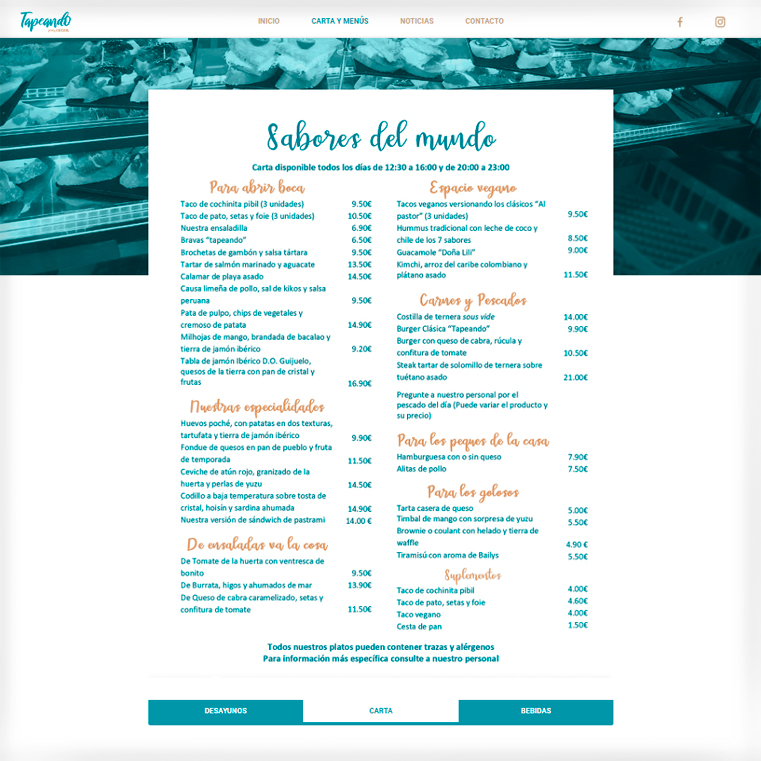 Tapeando
INICIO
CARTA Y MENÚS
NOTICIAS
CONTACTO
Sabores del mundo
Carta disponible todos los días de 12:30 a 16:00 y de 20:00 a 23:00
Para abrir boca
Taco de cochinita pibil (3 unidades) 9.50€
Taco de pato, setas y foie (3 unidades) 10.50€
Nuestra ensaladilla 6.90€
Bravas “tapeando” 6.50€
Brochetas de gambón y salsa tártara 9.50€
Tartar de salmón marinado y aguacate 13.50€
Calamar de playa asado 14.50€
Causa limeña de pollo, sal de kikos y salsa
peruana 9.50€
Pata de pulpo, chips de vegetales y
cremoso de patata 14.90€
Milhojas de mango, brandada de bacalao y
tierra de jamón ibérico 9.20€
Tabla de jamón Ibérico D.O. Guijuelo,
quesos de la tierra con pan de cristal y
frutas 16.90€
Nuestras especialidades
Huevos poché, con patatas en dos texturas,
tartufata y tierra de jamón ibérico 9.90€
Fondue de quesos en pan de pueblo y fruta
de temporada 11.50€
Ceviche de atún rojo, granizado de la
huerta y perlas de yuzu 14.50€
Codillo a baja temperatura sobre tosta de
cristal, hoisin y sardina ahumada 14.90€
Nuestra versión de sándwich de pastrami 14.00 €
De ensaladas va la cosa
De Tomate de la huerta con ventresca de
bonito 9.50€
De Burrata, higos y ahumados de mar 13.90€
De Queso de cabra caramelizado, setas y
confitura de tomate 11.50€
Espacio vegano
Tacos veganos versionando los clásicos “Al
pastor” (3 unidades) 9.50€
Hummus tradicional con leche de coco y
chile de los 7 sabores 8.50€
Guacamole “Doña Lili” 9.00€
Kimchi, arroz del caribe colombiano y
plátano asado 11.50€
Carnes y Pescados
Costilla de ternera sous vide 14.00€
Burger Clásica “Tapeando” 9.90€
Burger con queso de cabra, rúcula y
confitura de tomate 10.50€
Steak tartar de solomillo de ternera sobre
tuétano asado 21.00€
Pregunte a nuestro personal por el
pescado del día (Puede variar el producto y
su precio)
Para los peques de la casa
Hamburguesa con o sin queso 7.90€
Alitas de pollo 7.50€
Para los golosos
Tarta casera de queso 5.00€
Timbal de mango con sorpresa de yuzu 5.50€
Brownie o coulant con helado y tierra de
waffle 4.90 €
Tiramisú con aroma de Bailys 5.50€
Suplementos
Taco de cochinita pibil 4.00€
Taco de pato, setas y foie 4.60€
Taco vegano 4.00€
Cesta de pan 1.50€
Todos nuestros platos pueden contener trazas y alérgenos
Para información más específica consulte a nuestro personal
DESAYUNOS
CARTA
BEBIDAS